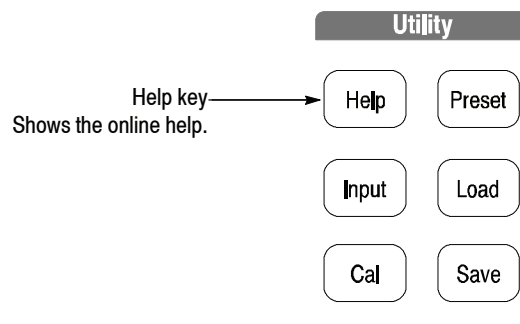 Utility
Help key
Shows the online help.
Help
Preset
Input
Load
Cal
Save